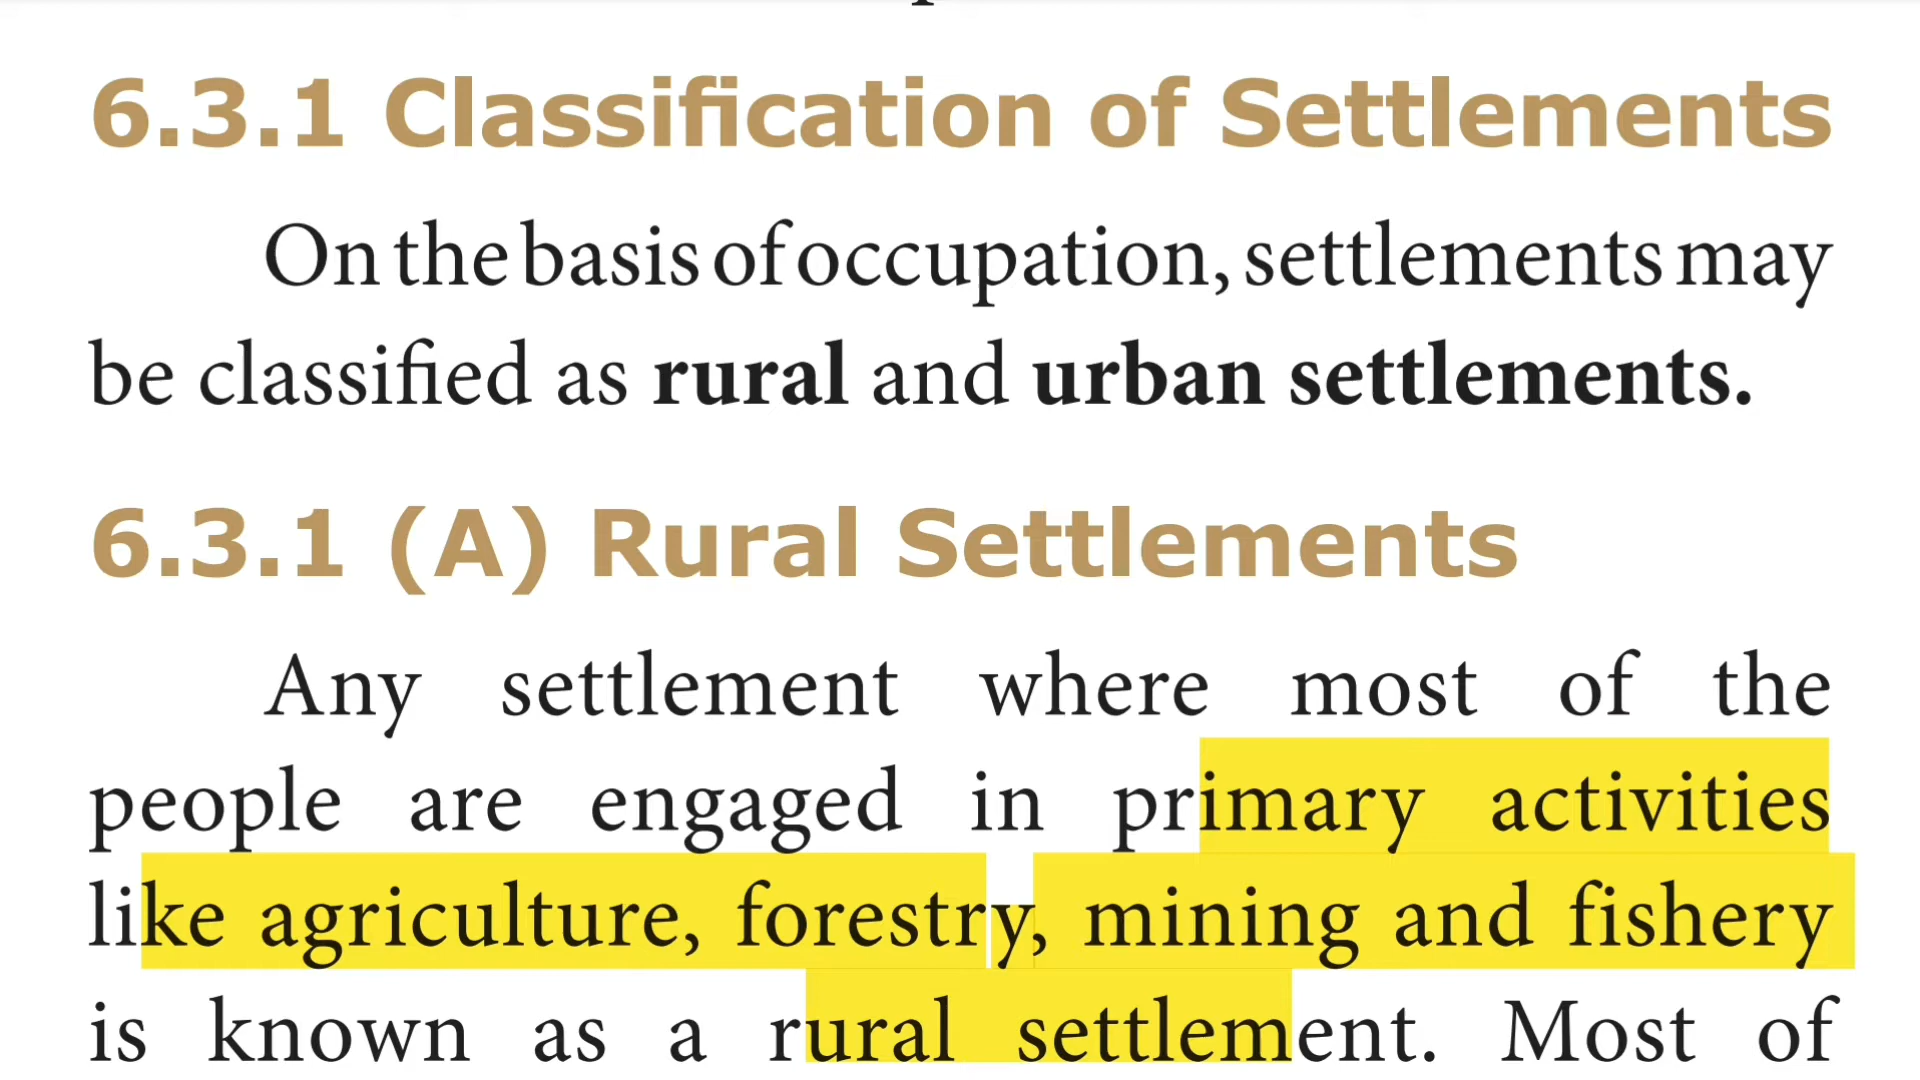 6.3.1 Classification of Settlements
On the basis of occupation, settlements may
be classified as rural and urban settlements.
6.3.1 (A) Rural Settlements
Any settlement where most of the
people are engaged in primary activities
like agriculture, forestry, mining and fishery
is known as a rural settlement. Most of